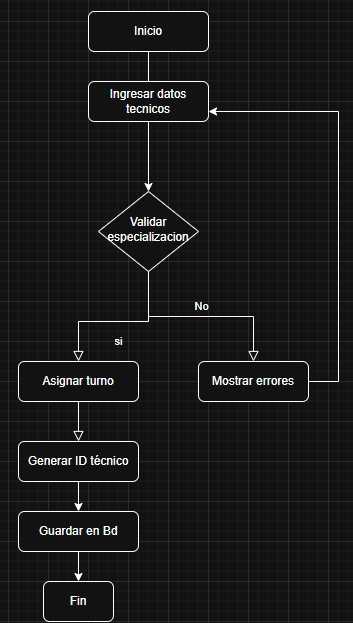 Inicio
Ingresar datos
tecnicos
Validar
especializacion
No
si
Asignar turno
Mostrar errores
Generar ID técnico
Guardar en Bd
Fin